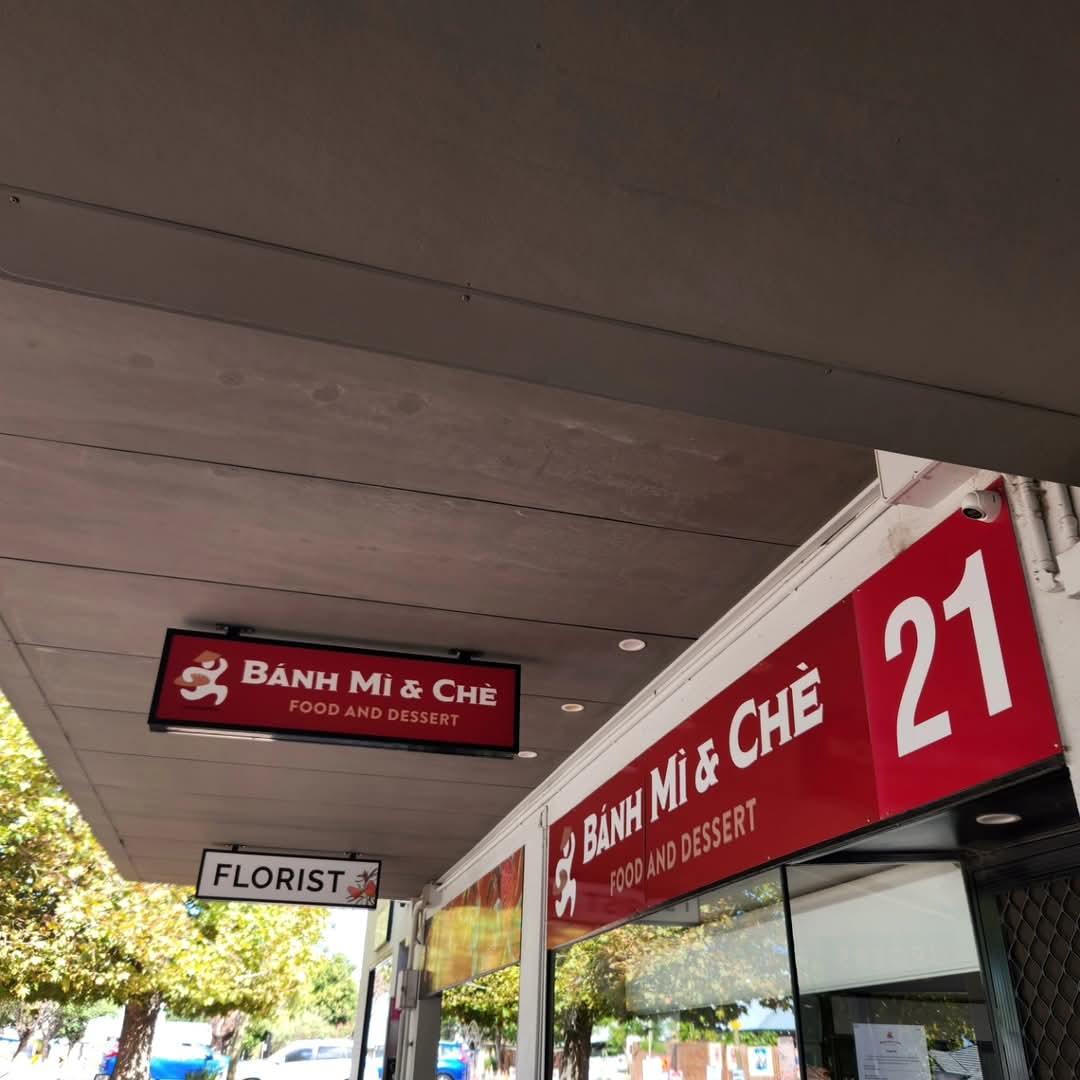 BÁNH MÌ & CHÈ
FOOD AND DESSERT
FLORIST
BÁNH MÌ & CHÈ
FOOD AND DESSERT
21